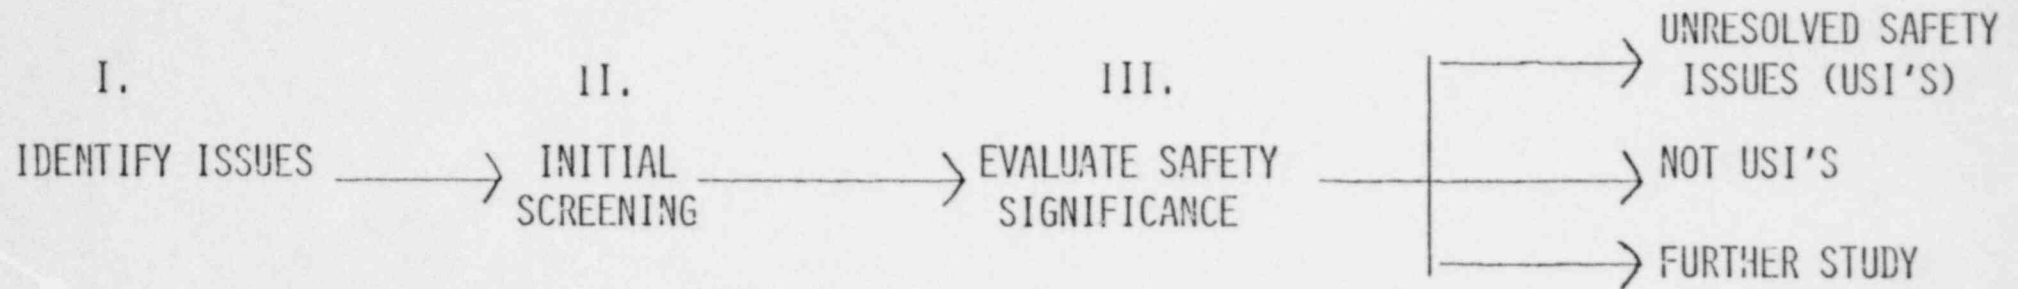 I.
IDENTIFY ISSUES
II.
INITIAL
SCREENING
III.
EVALUATE SAFETY
SIGNIFICANCE
UNRESOLVED SAFETY
ISSUES (USI'S)
NOT USI'S
FURTHER STUDY